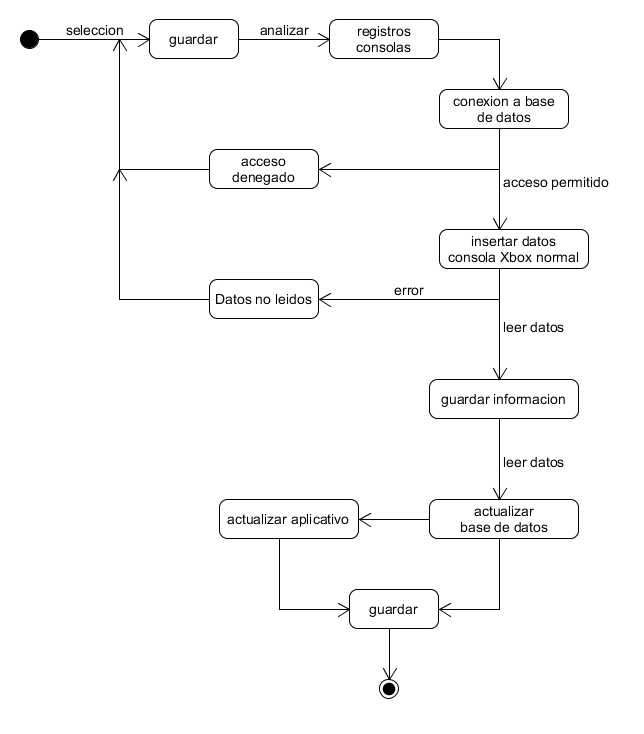 seleccion
guardar
analizar
registros
consolas
conexion a base
de datos
acceso
denegado
acceso permitido
insertar datos
consola Xbox normal
Datos no leidos
error
leer datos
guardar informacion
leer datos
actualizar aplicativo
actualizar
base de datos
guardar